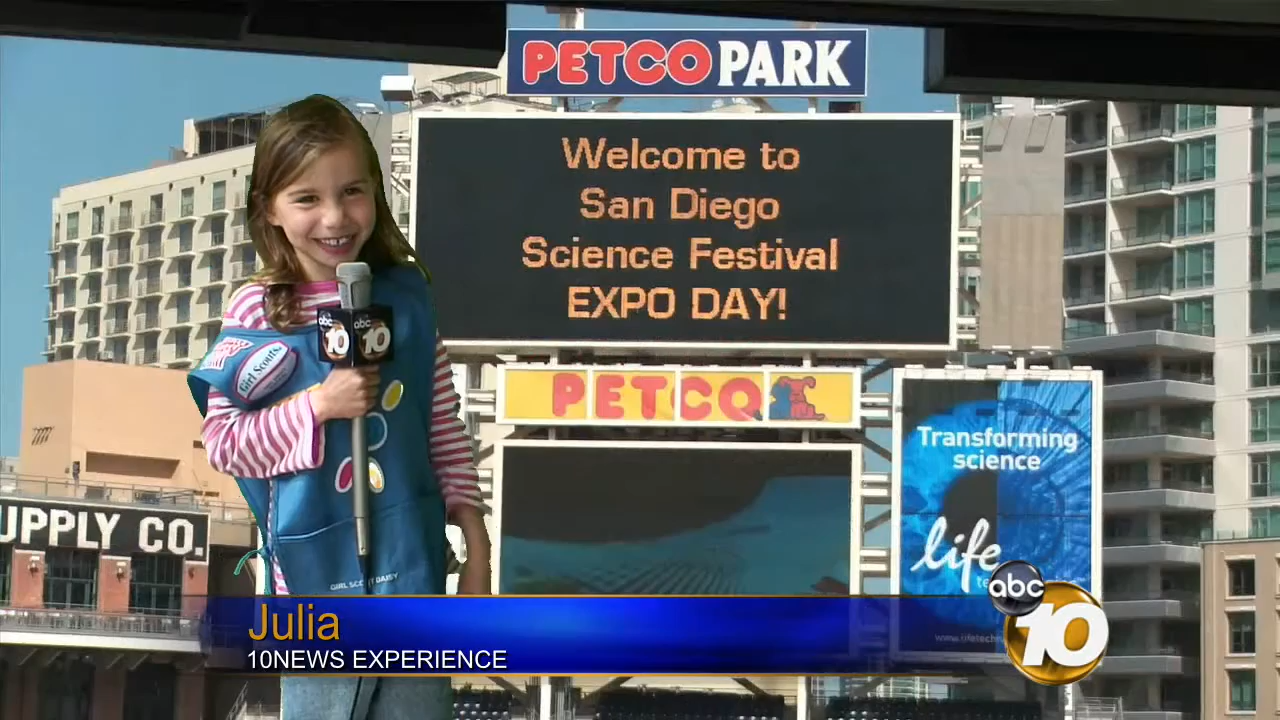 PETCO PARK
Welcome to
San Diego
Science Festival
EXPO DAY!
PETCO
Transforming
science
life
abc
10
abc
10
Girl Scouts.
UPPLY CO.
GIRL SCOUT DAISY
abc
10
Julia
10NEWS EXPERIENCE